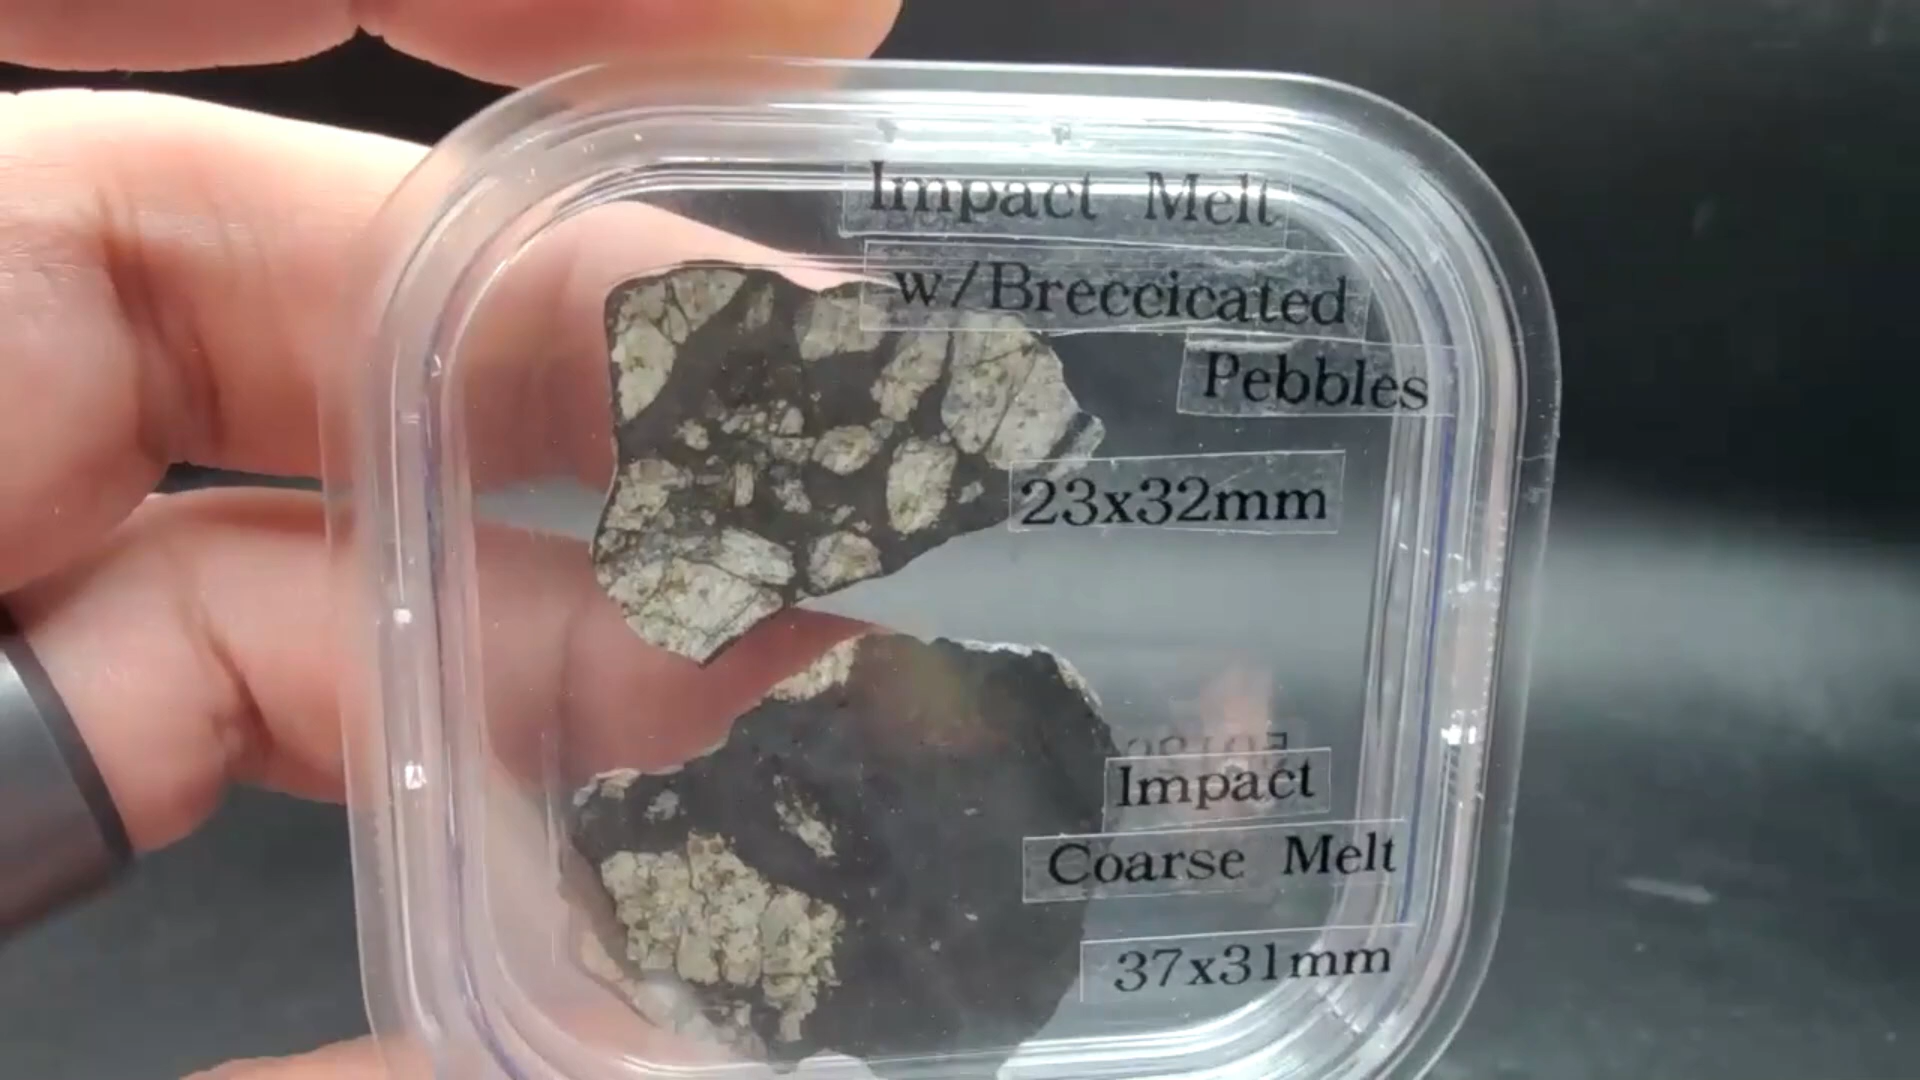 Impact Melt
w/Breccicated
Pebbles
23x32mm
Impact
Coarse Melt
37x31mm